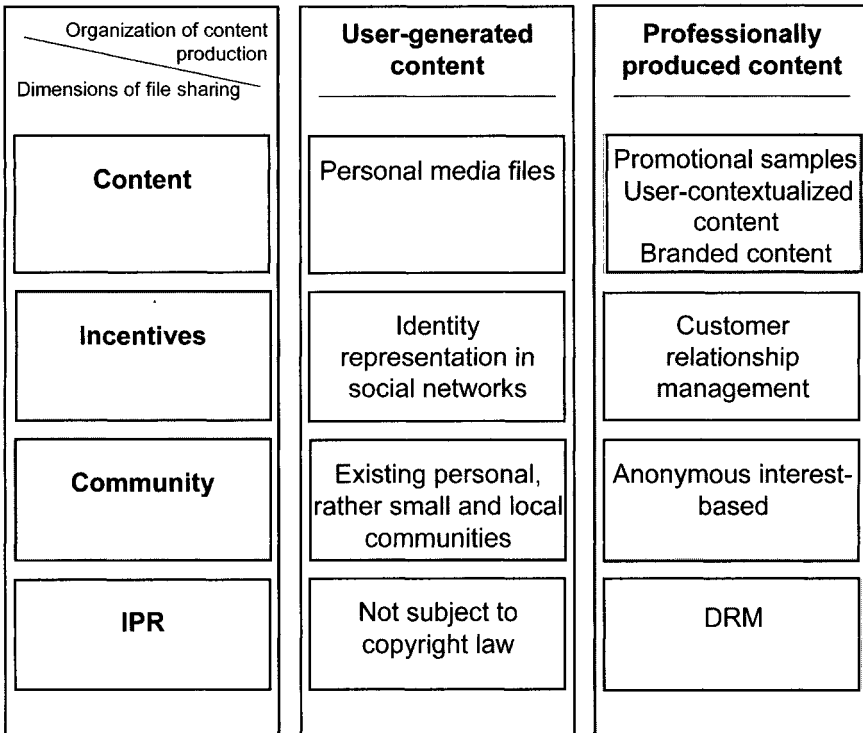 Organization of content
production
Dimensions of file sharing
User-generated
content
Professionally
produced content
Content
Personal media files
Promotional samples
User-contextualized
content
Branded content
Incentives
Identity
representation in
social networks
Customer
relationship
management
Community
Existing personal,
rather small and local
communities
Anonymous interest-
based
IPR
Not subject to
copyright law
DRM